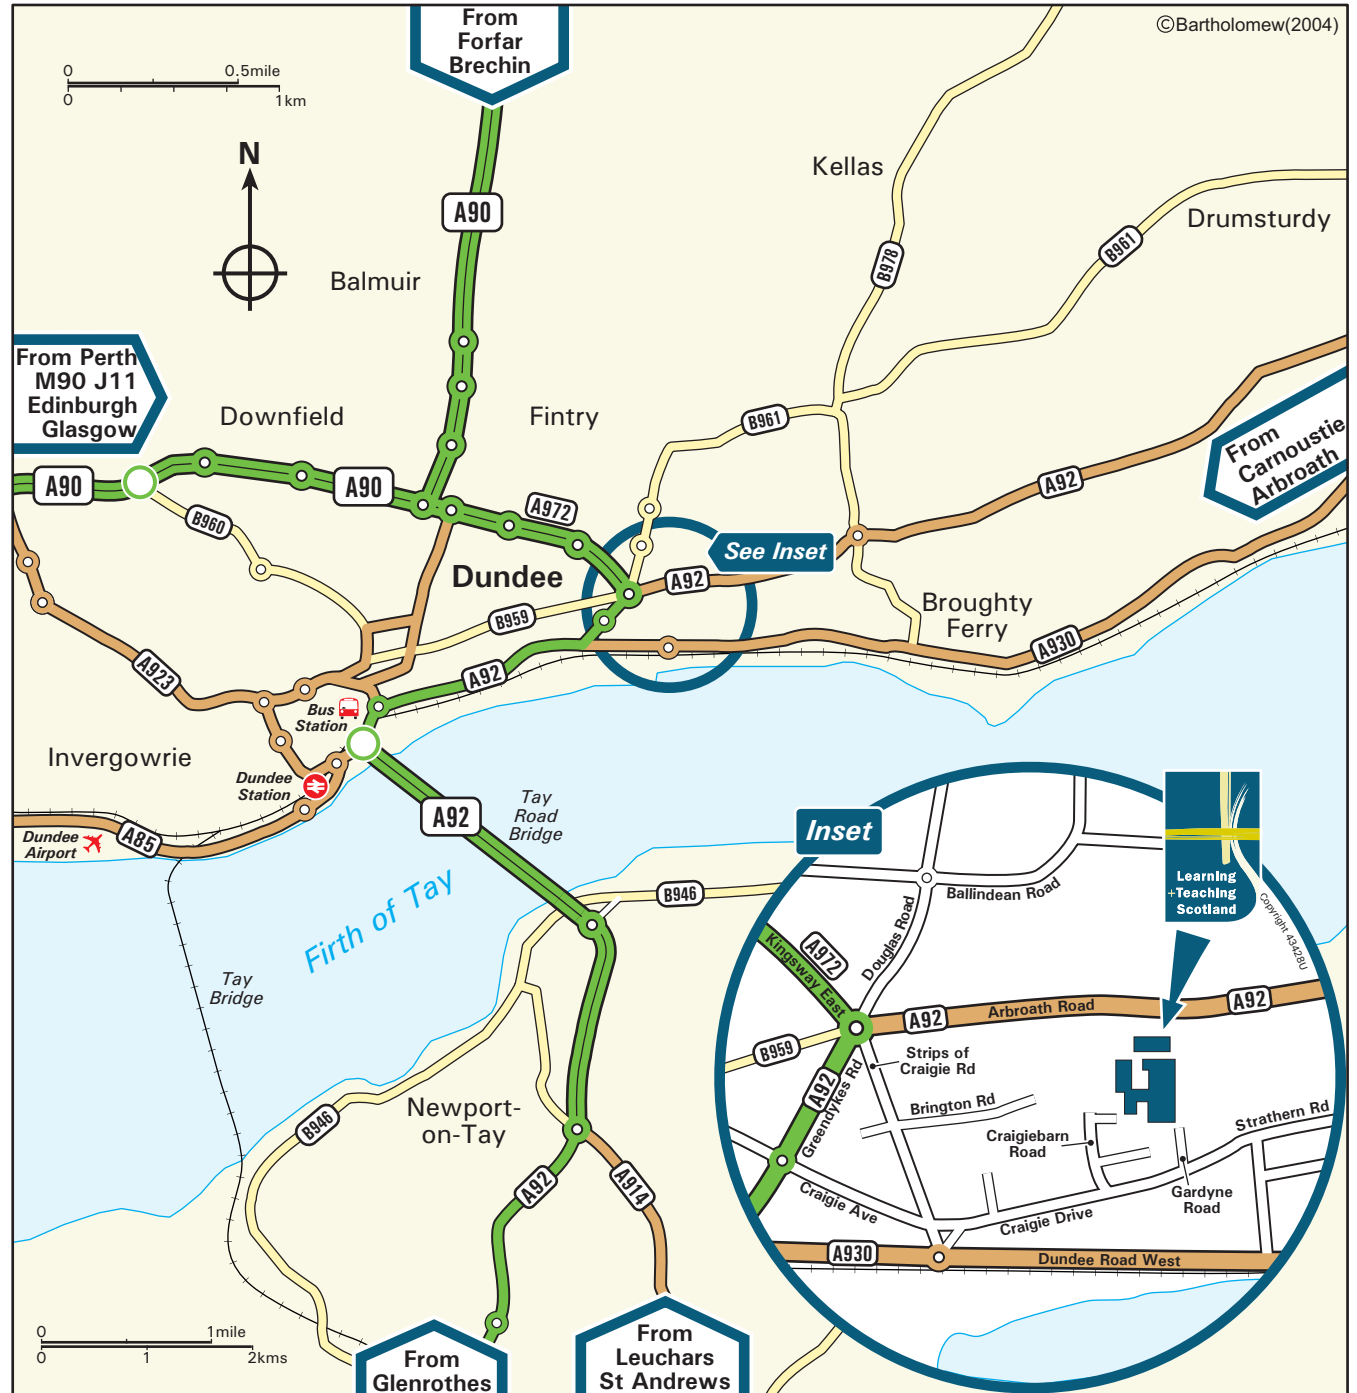 From
Forfar
Brechin
©Bartholomew(2004)
0 0.5mile
0 1km
N
Kellas
A90
Drumsturdy
B961
B978
Balmuir
From Perth
M90 J11
Edinburgh
Glasgow
Downfield
Fintry
B961
From
Carnoustie
Arbroath
A90
A90
A92
A972
B960
See Inset
Dundee
A92
B959
Broughty
Ferry
A930
A923
A92
Bus
Station
Invergowrie
Dundee
Station
Tay
Road
Bridge
A92
Dundee
Airport
A85
Inset
Learning
+Teaching
Scotland
Copyright 43428U
Ballindean Road
B946
Firth of Tay
Douglas Road
Tay
Bridge
A972
Kingsway East
A92
Arbroath Road
A92
B959
Strips of
Craigie Rd
A92
Greendykes Rd
Brington Rd
Newport-
on-Tay
B946
Craigiebarn
Road
Strathern Rd
A92
A914
Craigie Ave
Craigie Drive
Gardyne
Road
A930
Dundee Road West
0 1mile
0 1 2kms
From
Glenrothes
From
Leuchars
St Andrews